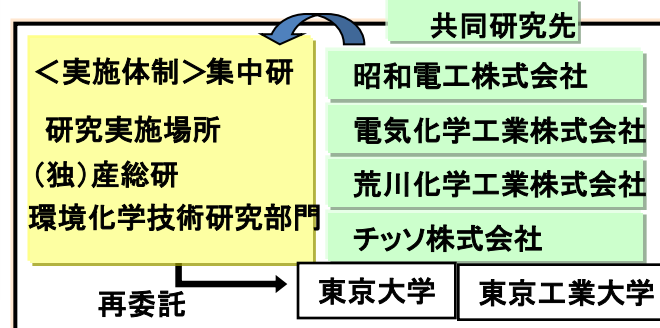 共同研究先
＜実施体制＞集中研
研究実施場所
（独）産総研
環境化学技術研究部門
昭和電工株式会社
電気化学工業株式会社
荒川化学工業株式会社
チッソ株式会社
再委託
東京大学
東京工業大学